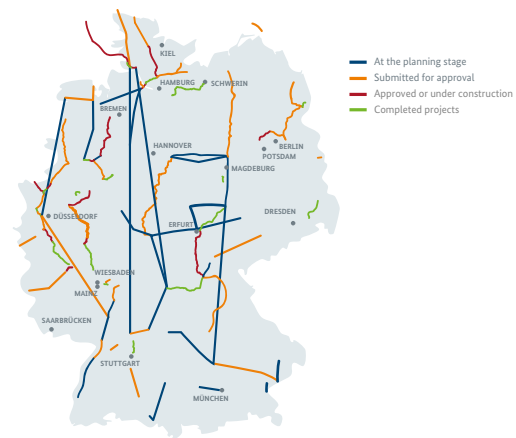 KIEL
HAMBURG
SCHWERIN
BREMEN
HANNOVER
BERLIN
POTSDAM
MAGDEBURG
DÜSSELDORF
ERFURT
DRESDEN
WIESBADEN
MAINZ
SAARBRÜCKEN
STUTTGART
MÜNCHEN
At the planning stage
Submitted for approval
Approved or under construction
Completed projects